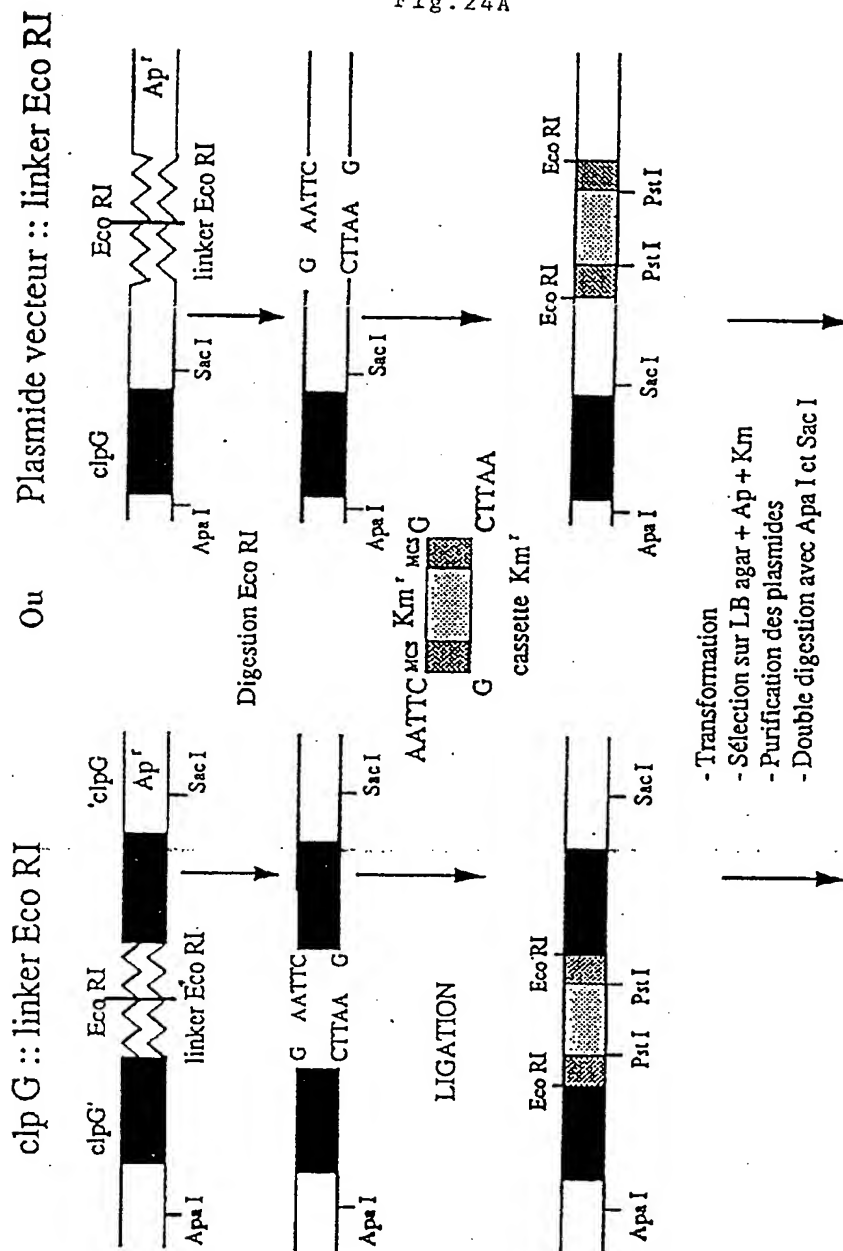 Fig.24A
clp G :: linker Eco RI
Ou
Plasmide vecteur :: linker Eco RI
clpG'
Eco RI
'clpG
Ap r
Apa I
linker Eco RI
Sac I
clpG
Eco RI
Ap r
Apa I
Sac I
linker Eco RI
Digestion Eco RI
G AATTC
CTTAA G
Apa I
Sac I
G AATTC
CTTAA G
Apa I
Sac I
LIGATION
AATTC MCS Km r MCS G
G
CTTAA
cassette Km r
Eco RI
Eco RI
Apa I
Pst I
Pst I
Sac I
Eco RI
Eco RI
Apa I
Sac I
Pst I
Pst I
- Transformation
- Sélection sur LB agar + Ap + Km
- Purification des plasmides
- Double digestion avec Apa I et Sac I